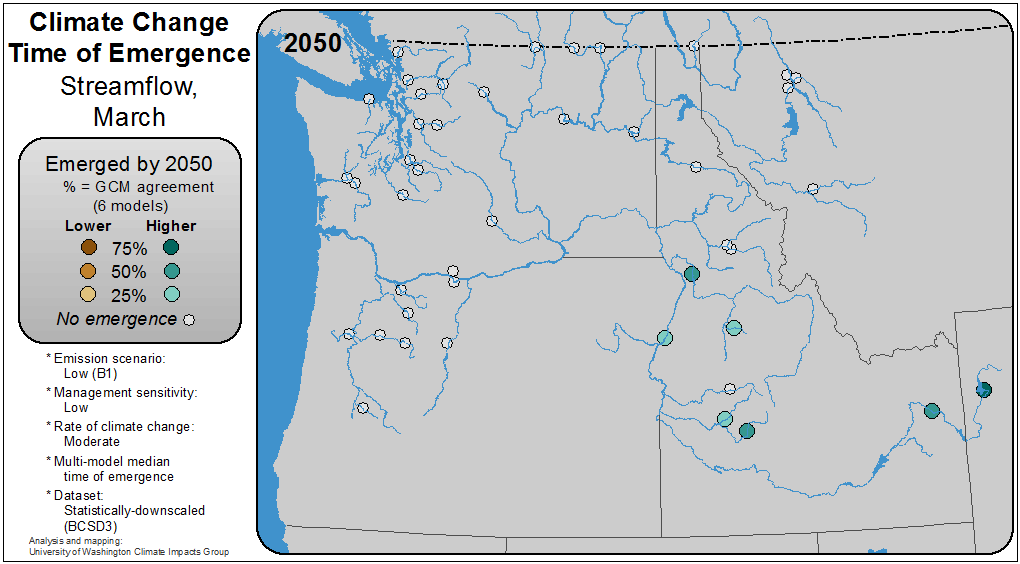 Climate Change
Time of Emergence
Streamflow,
March
2050
Emerged by 2050
% = GCM agreement
(6 models)
Lower Higher
75%
50%
25%
No emergence
* Emission scenario:
Low (B1)
* Management sensitivity:
Low
* Rate of climate change:
Moderate
* Multi-model median
time of emergence
* Dataset:
Statistically-downscaled
(BCSD3)
Analysis and mapping:
University of Washington Climate Impacts Group